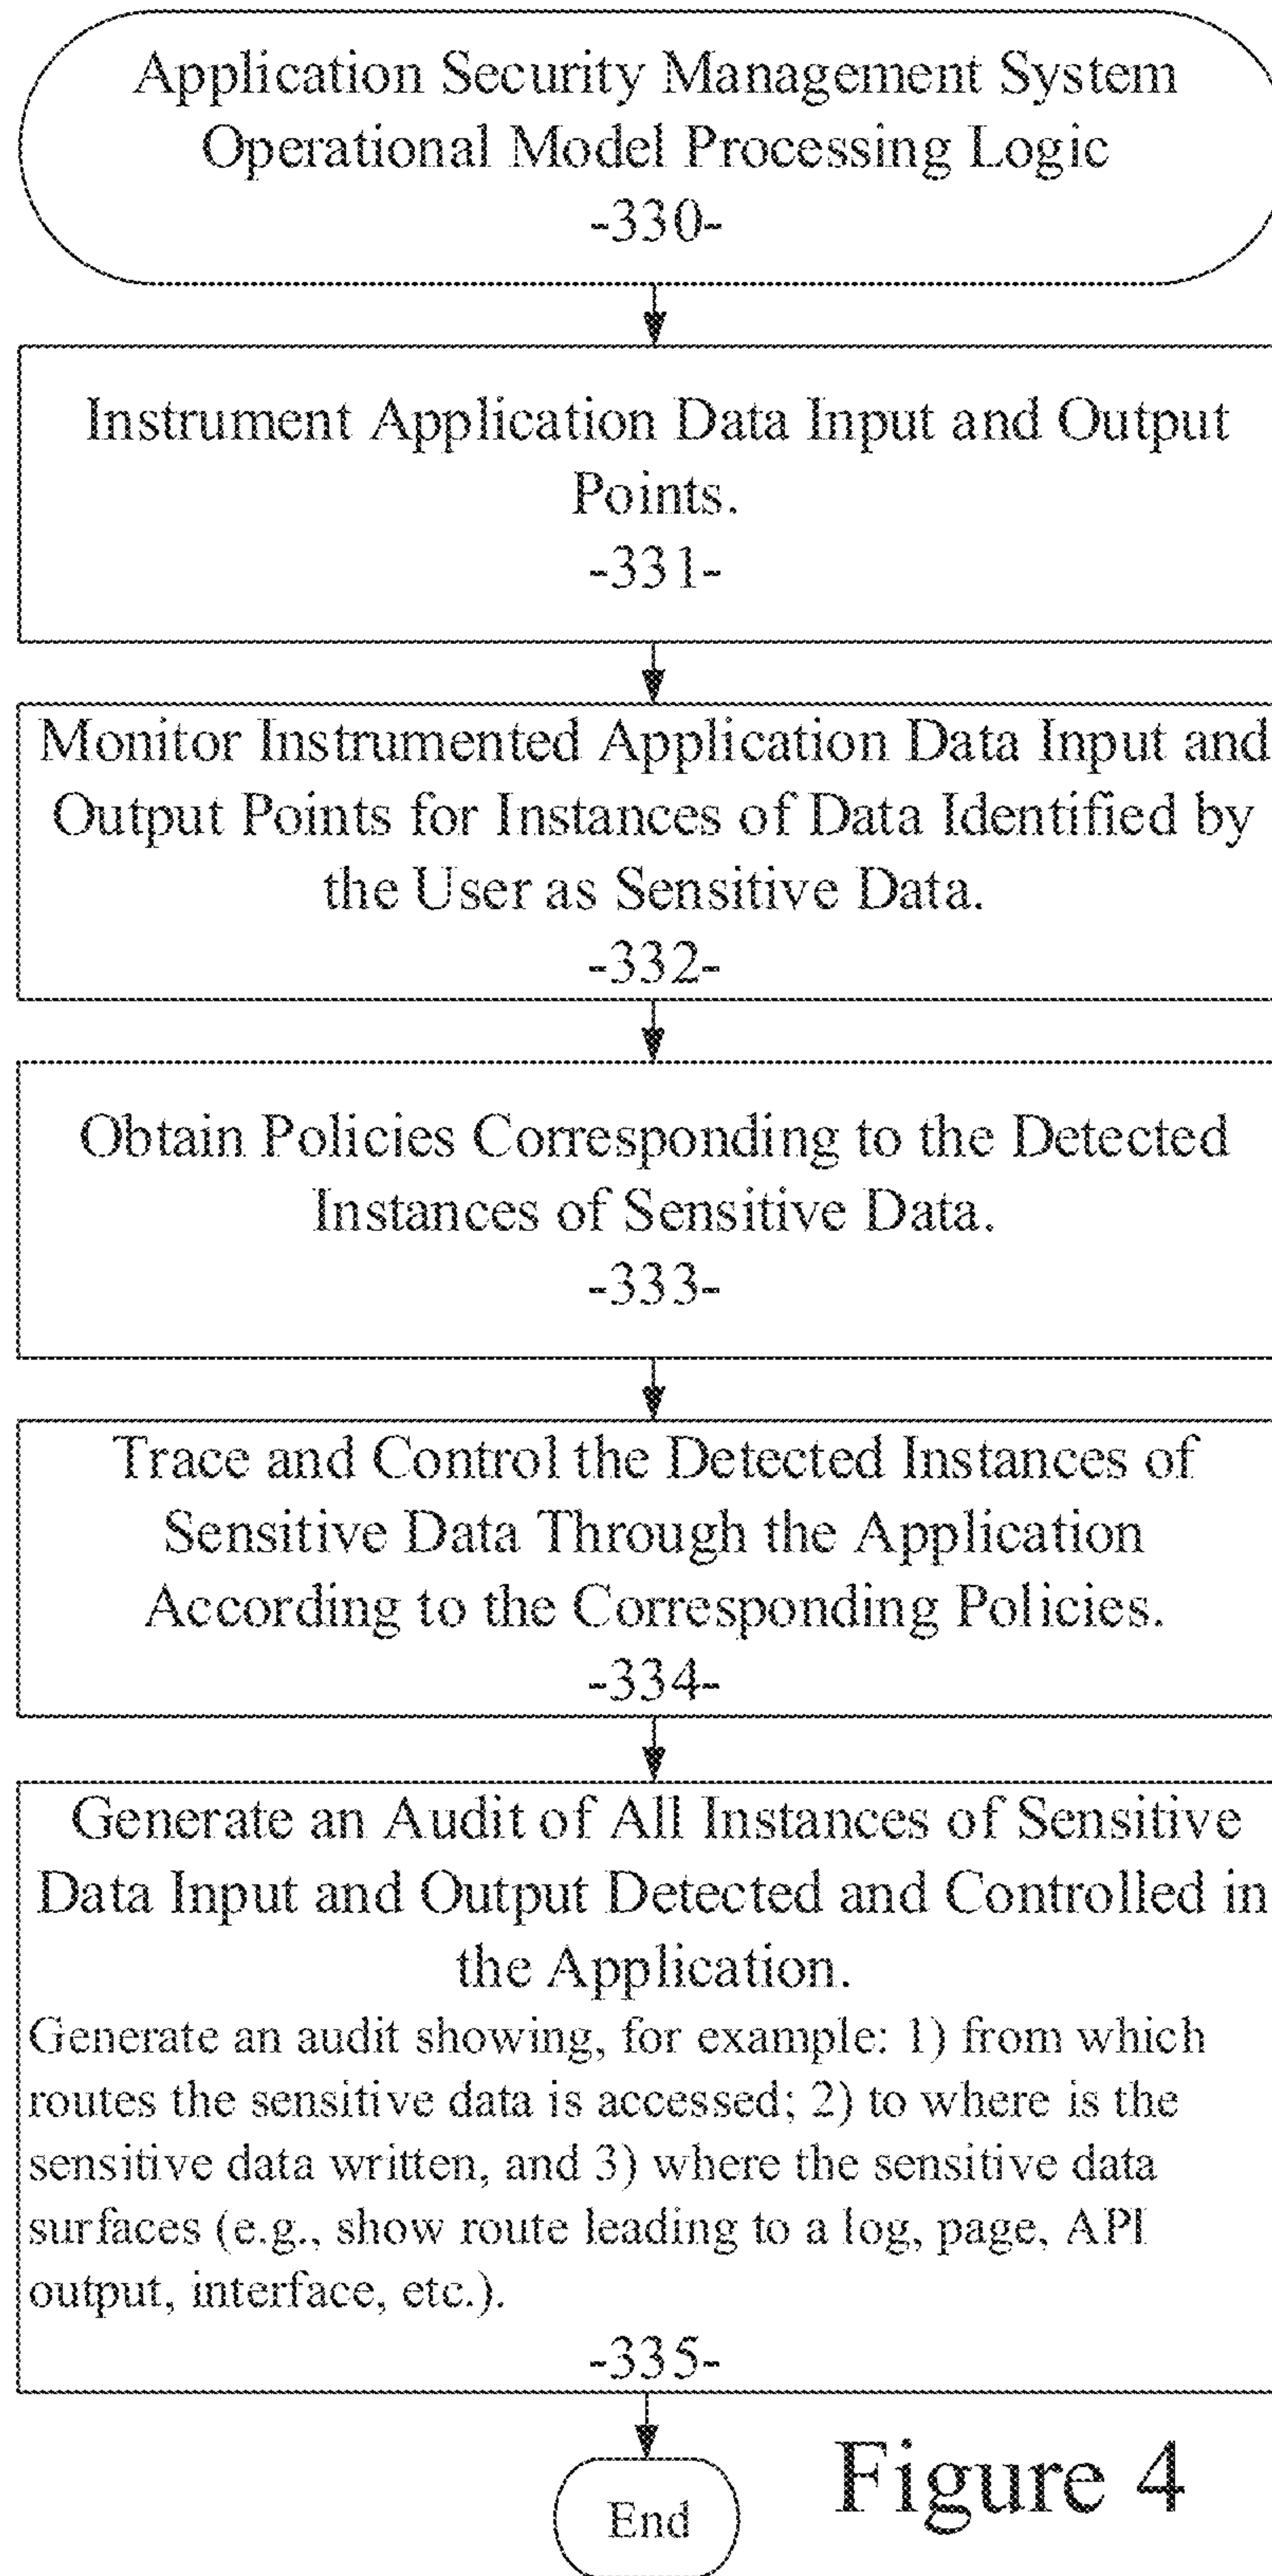 Application Security Management System
Operational Model Processing Logic
-330-
Instrument Application Data Input and Output
Points.
-331-
Monitor Instrumented Application Data Input and
Output Points for Instances of Data Identified by
the User as Sensitive Data.
-332-
Obtain Policies Corresponding to the Detected
Instances of Sensitive Data.
-333-
Trace and Control the Detected Instances of
Sensitive Data Through the Application
According to the Corresponding Policies.
-334-
Generate an Audit of All Instances of Sensitive
Data Input and Output Detected and Controlled in
the Application.
Generate an audit showing, for example: 1) from which
routes the sensitive data is accessed; 2) to where is the
sensitive data written, and 3) where the sensitive data
surfaces (e.g., show route leading to a log, page, API
output, interface, etc.).
-335-
End
Figure 4